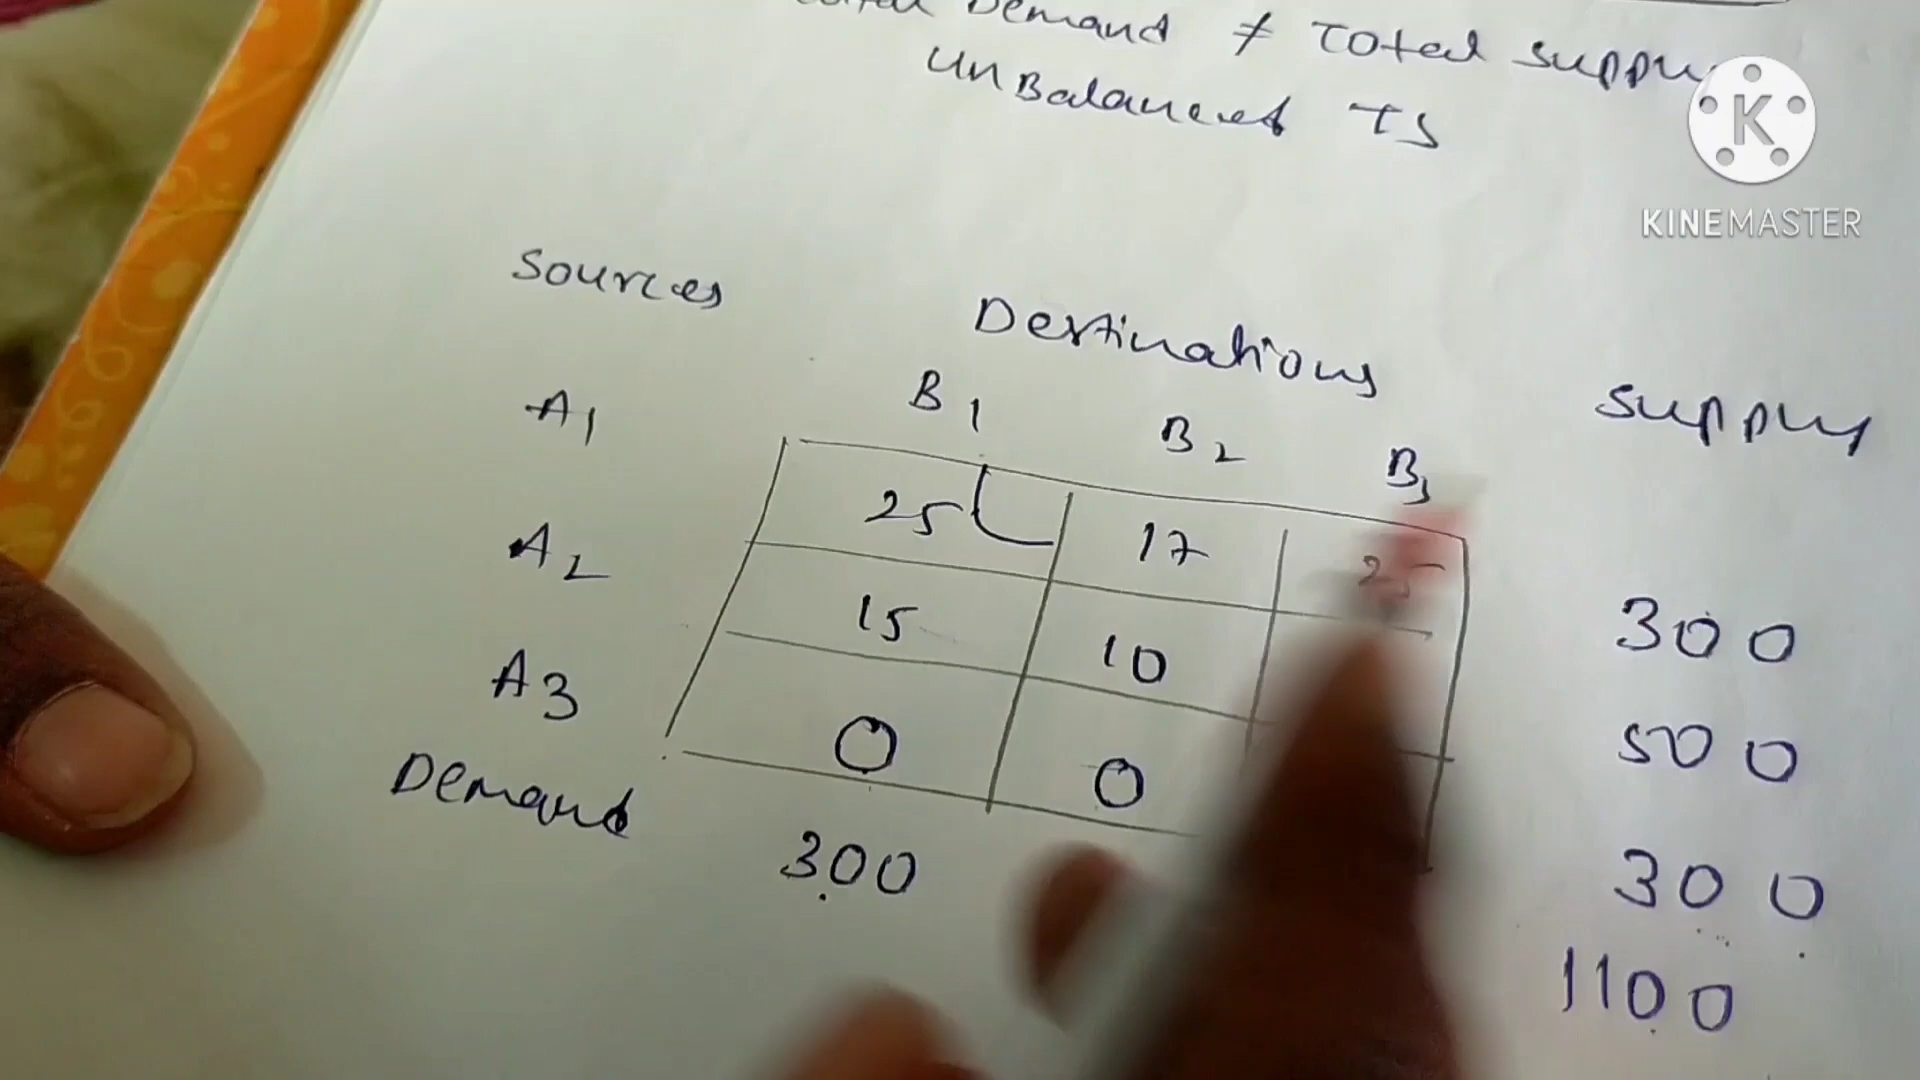 Demand ≠ Total supply
UnBalanced TS
KINEMASTER
Sources
Destinations
Supply
B1 B2 B3
A1 25 17 25 300
A2 15 10 500
A3 0 0 300
Demand 300 1100